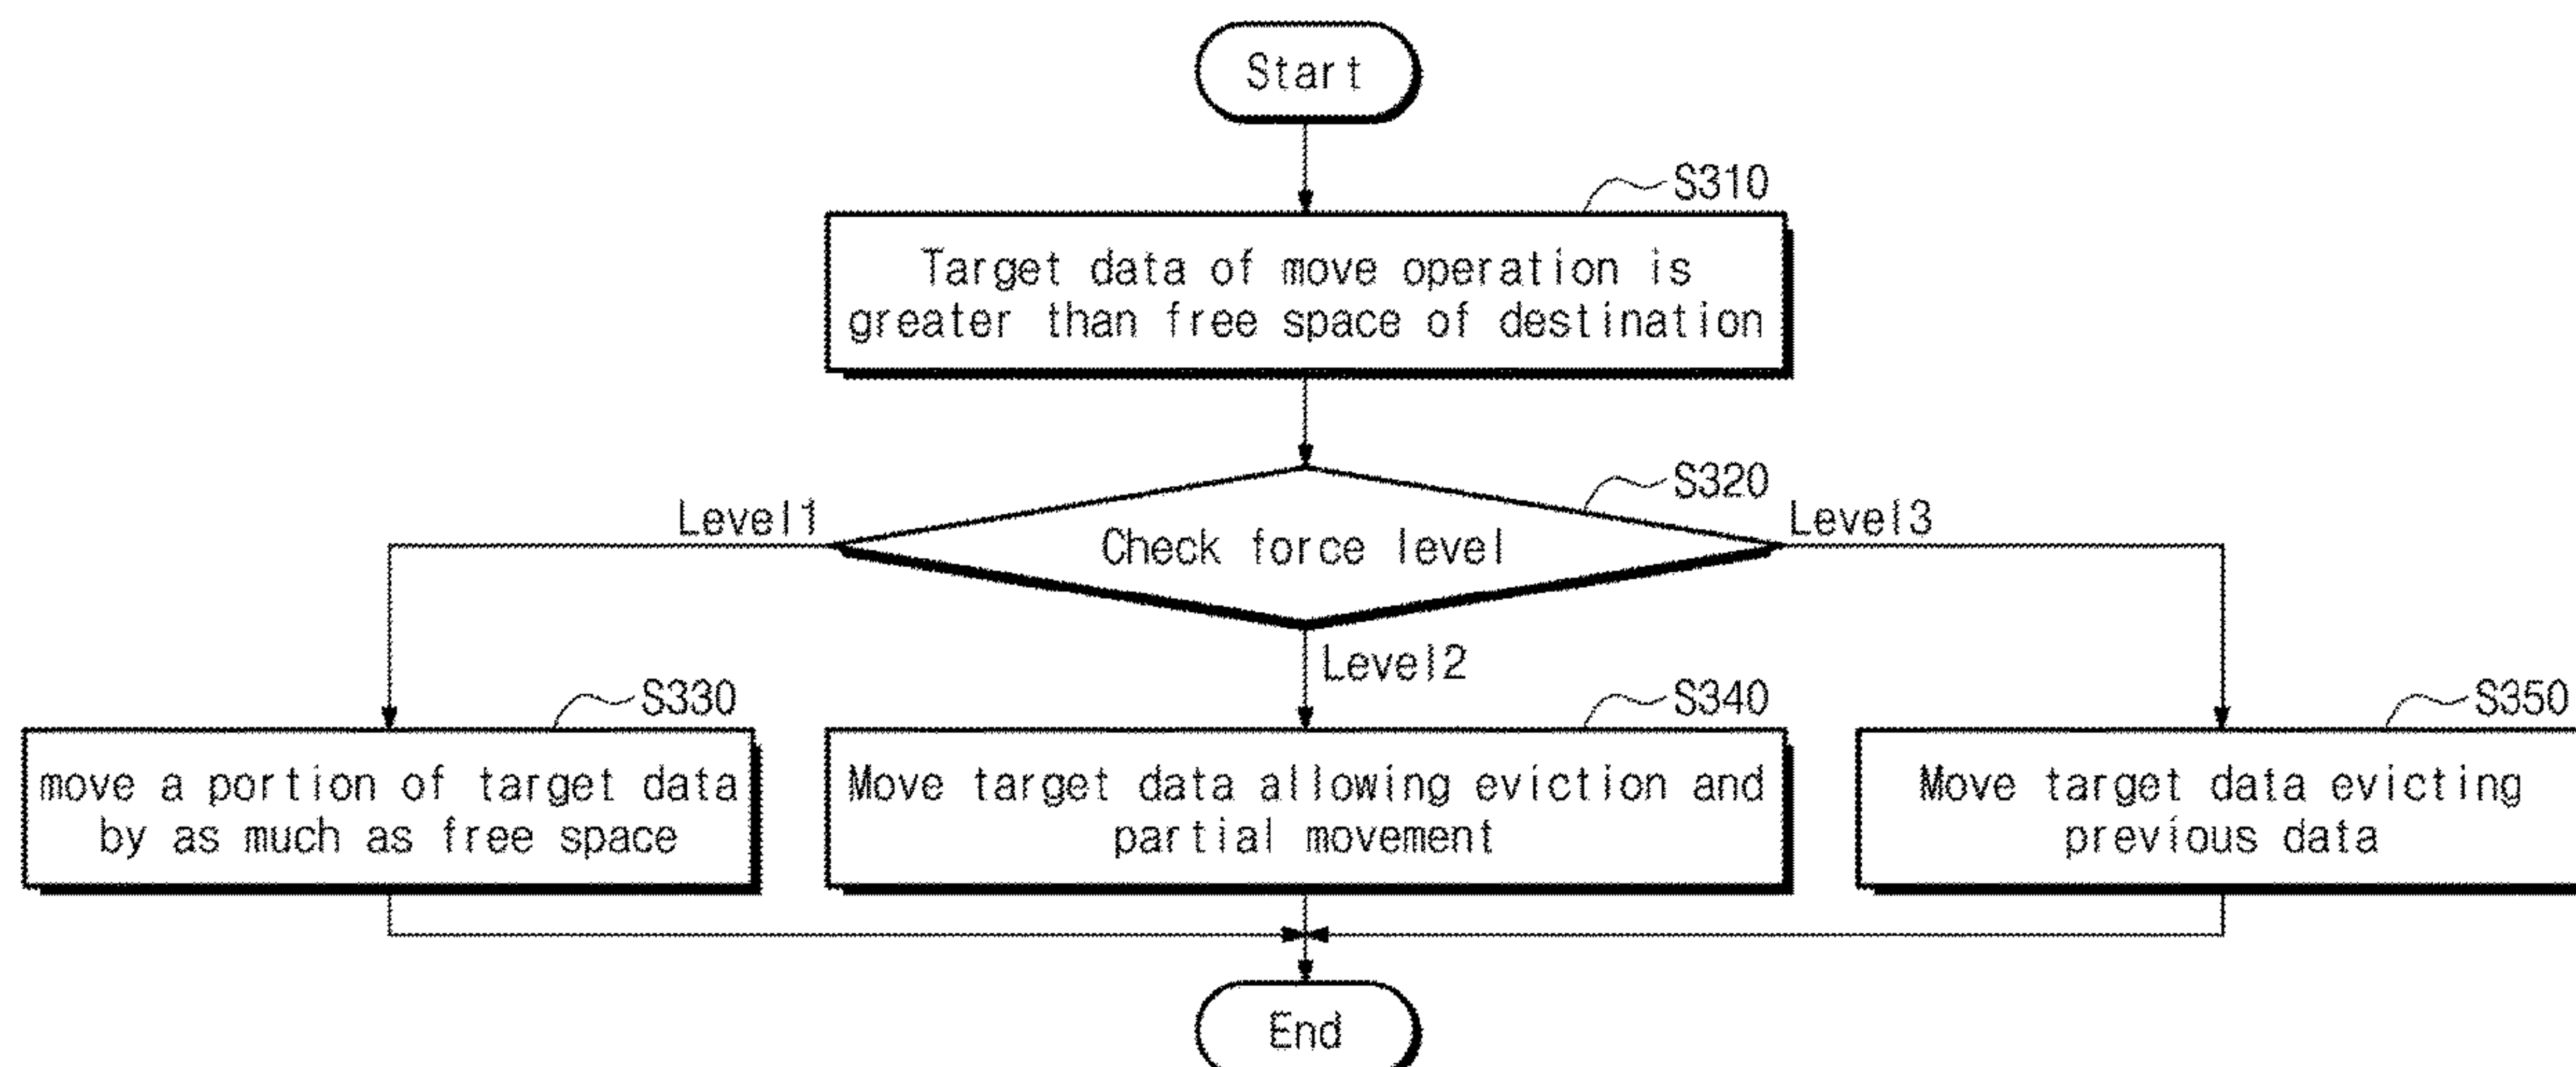 Start
S310
Target data of move operation is
greater than free space of destination
S320
Check force level
Level1
Level2
Level3
S330
move a portion of target data
by as much as free space
S340
Move target data allowing eviction and
partial movement
S350
Move target data evicting
previous data
End